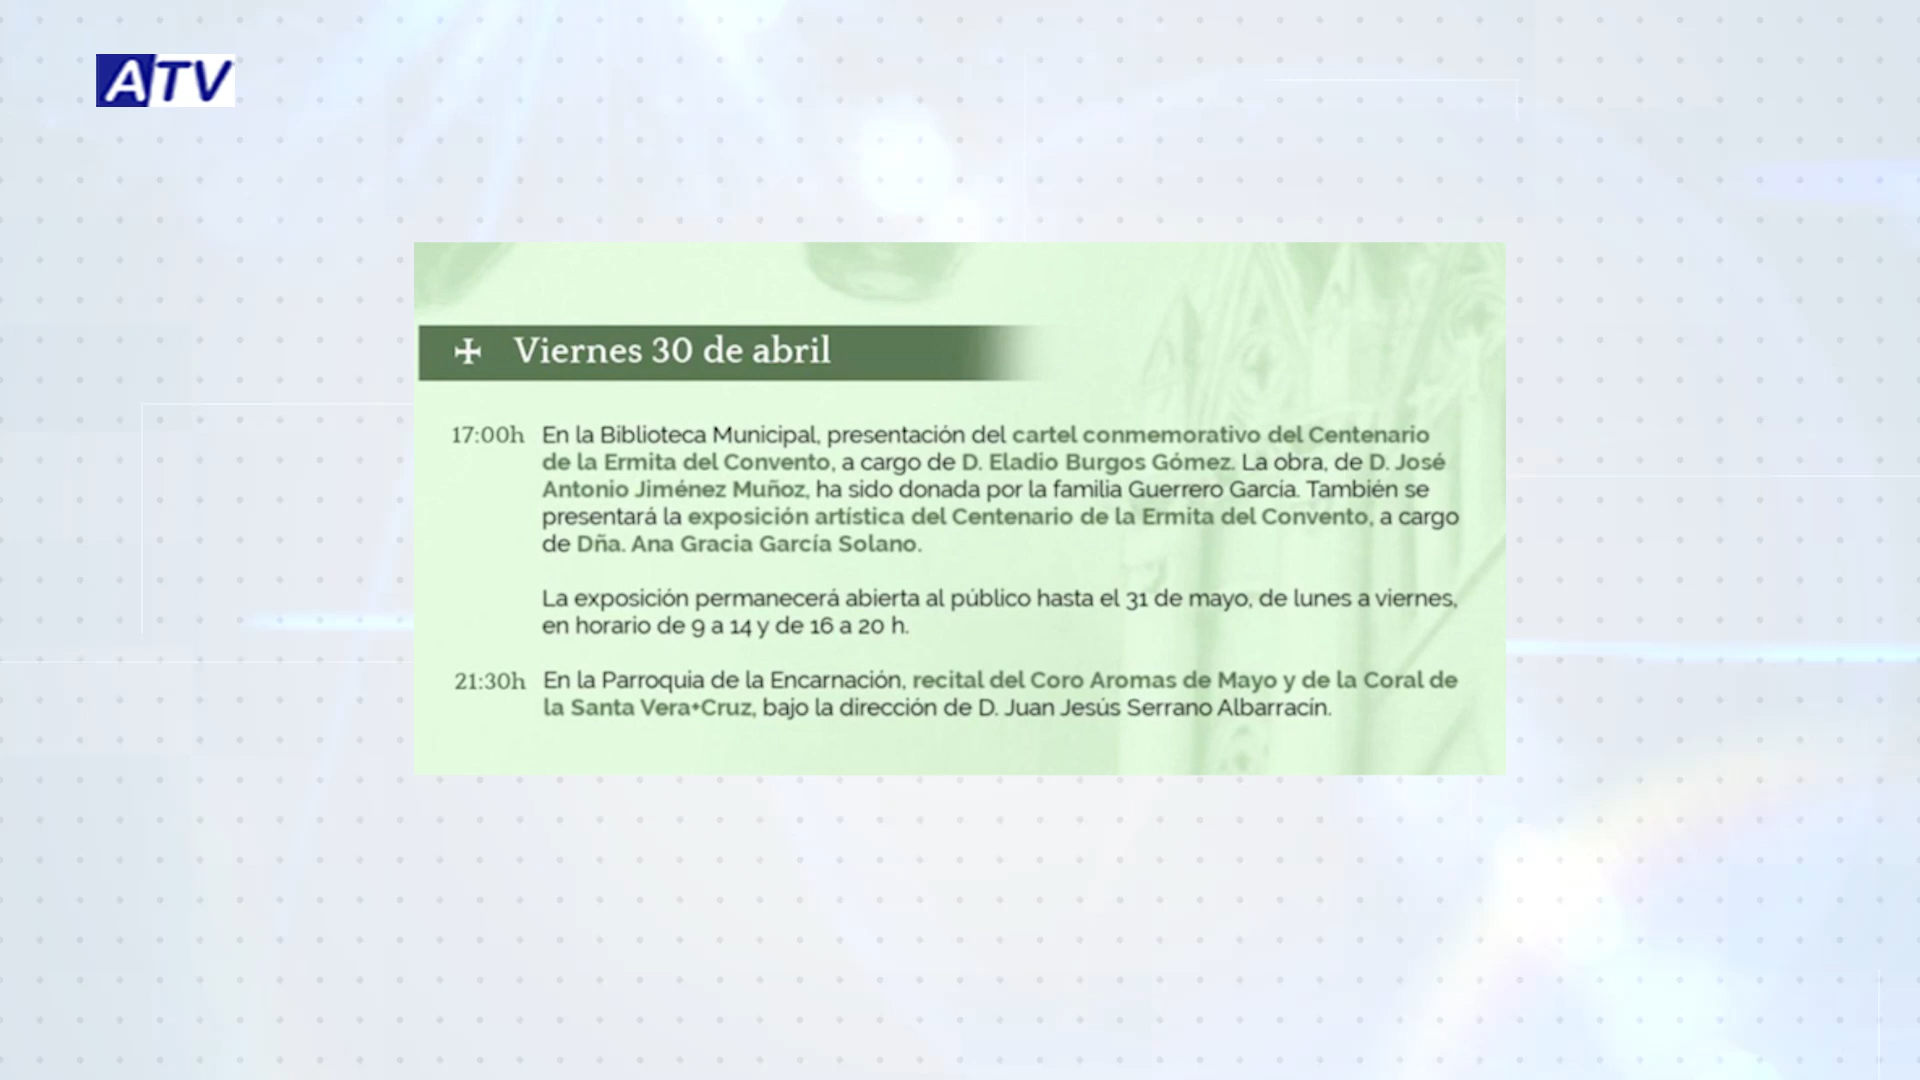 ATV
Viernes 30 de abril
17:00h En la Biblioteca Municipal, presentación del cartel conmemorativo del Centenario
de la Ermita del Convento, a cargo de D. Eladio Burgos Gómez. La obra, de D. José
Antonio Jiménez Muñoz, ha sido donada por la familia Guerrero García. También se
presentará la exposición artística del Centenario de la Ermita del Convento, a cargo
de Dña. Ana Gracia García Solano.
La exposición permanecerá abierta al público hasta el 31 de mayo, de lunes a viernes,
en horario de 9 a 14 y de 16 a 20 h.
21:30h En la Parroquia de la Encarnación, recital del Coro Aromas de Mayo y de la Coral de
la Santa Vera+Cruz, bajo la dirección de D. Juan Jesús Serrano Albarracín.